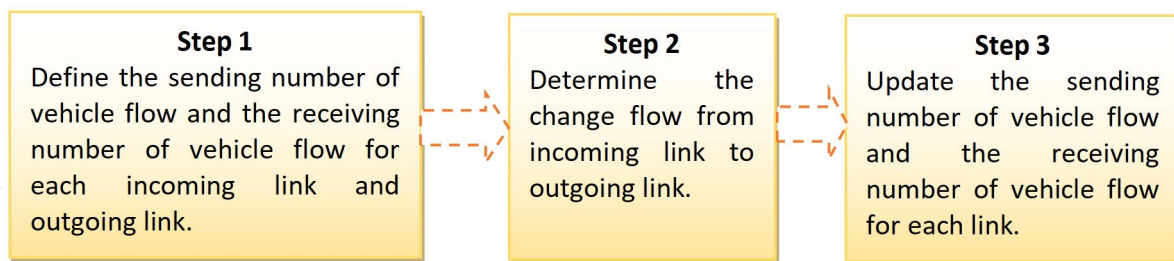 Step 1
Define the sending number of
vehicle flow and the receiving
number of vehicle flow for
each incoming link and
outgoing link.
Step 2
Determine the
change flow from
incoming link to
outgoing link.
Step 3
Update the sending
number of vehicle flow
and the receiving
number of vehicle flow
for each link.